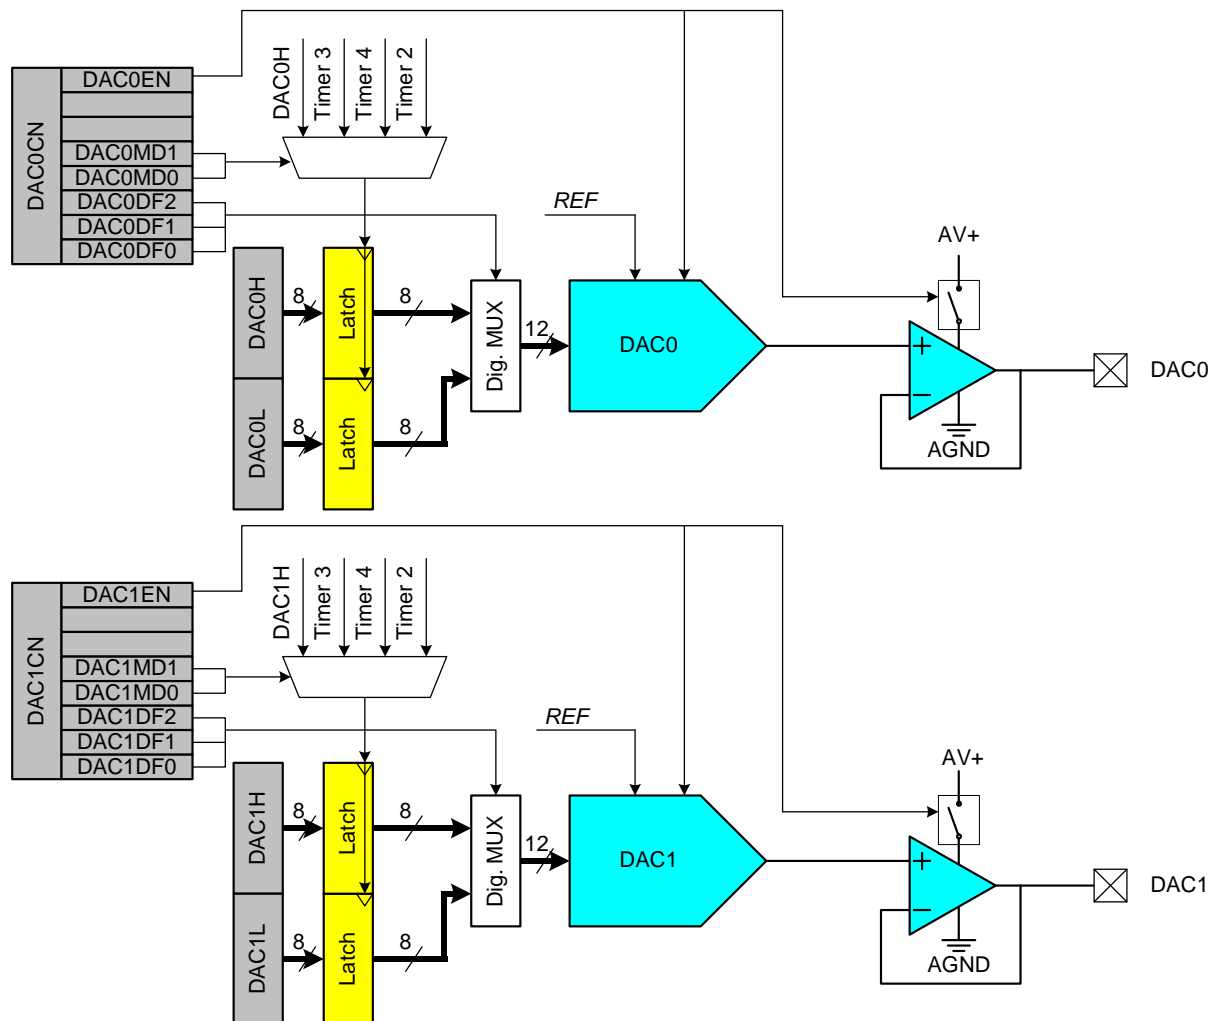 DAC0CN
DAC0EN
DAC0MD1
DAC0MD0
DAC0DF2
DAC0DF1
DAC0DF0
DAC0H
Timer 3
Timer 4
Timer 2
REF
AV+
DAC0H
8
Latch
8
Dig. MUX
12
DAC0
+
−
AGND
DAC0
DAC0L
8
Latch
8
DAC1CN
DAC1EN
DAC1MD1
DAC1MD0
DAC1DF2
DAC1DF1
DAC1DF0
DAC1H
Timer 3
Timer 4
Timer 2
REF
AV+
DAC1H
8
Latch
8
Dig. MUX
12
DAC1
+
−
AGND
DAC1
DAC1L
8
Latch
8